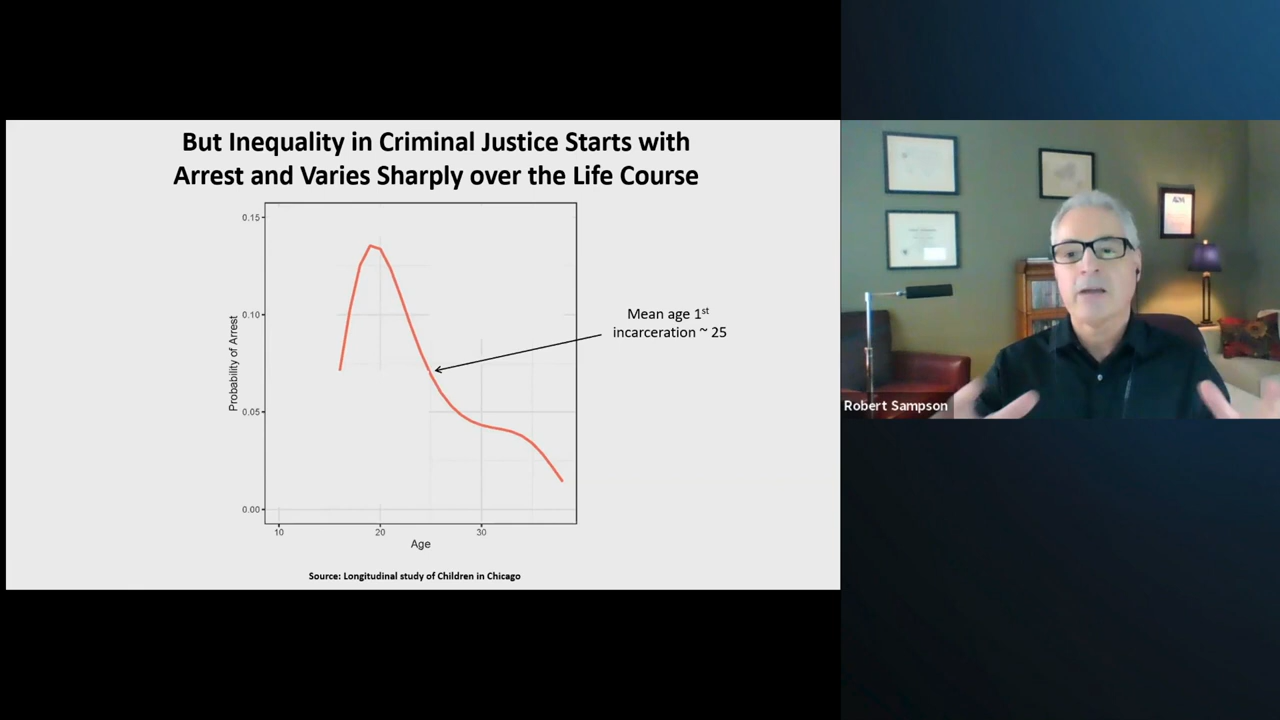 But Inequality in Criminal Justice Starts with
Arrest and Varies Sharply over the Life Course
0.15
0.10
0.05
0.00
Probability of Arrest
10
20
30
Age
Mean age 1st
incarceration ~ 25
Source: Longitudinal study of Children in Chicago
Robert Sampson